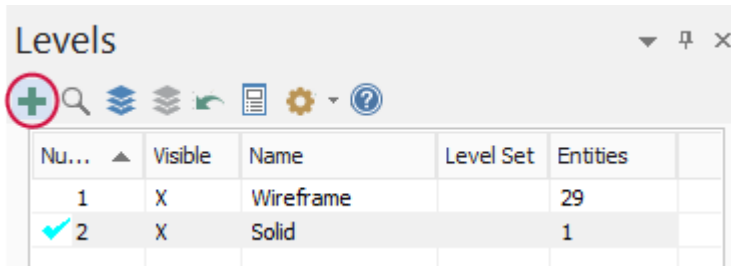 Levels
Nu... Visible Name Level Set Entities
1 X Wireframe 29
2 X Solid 1